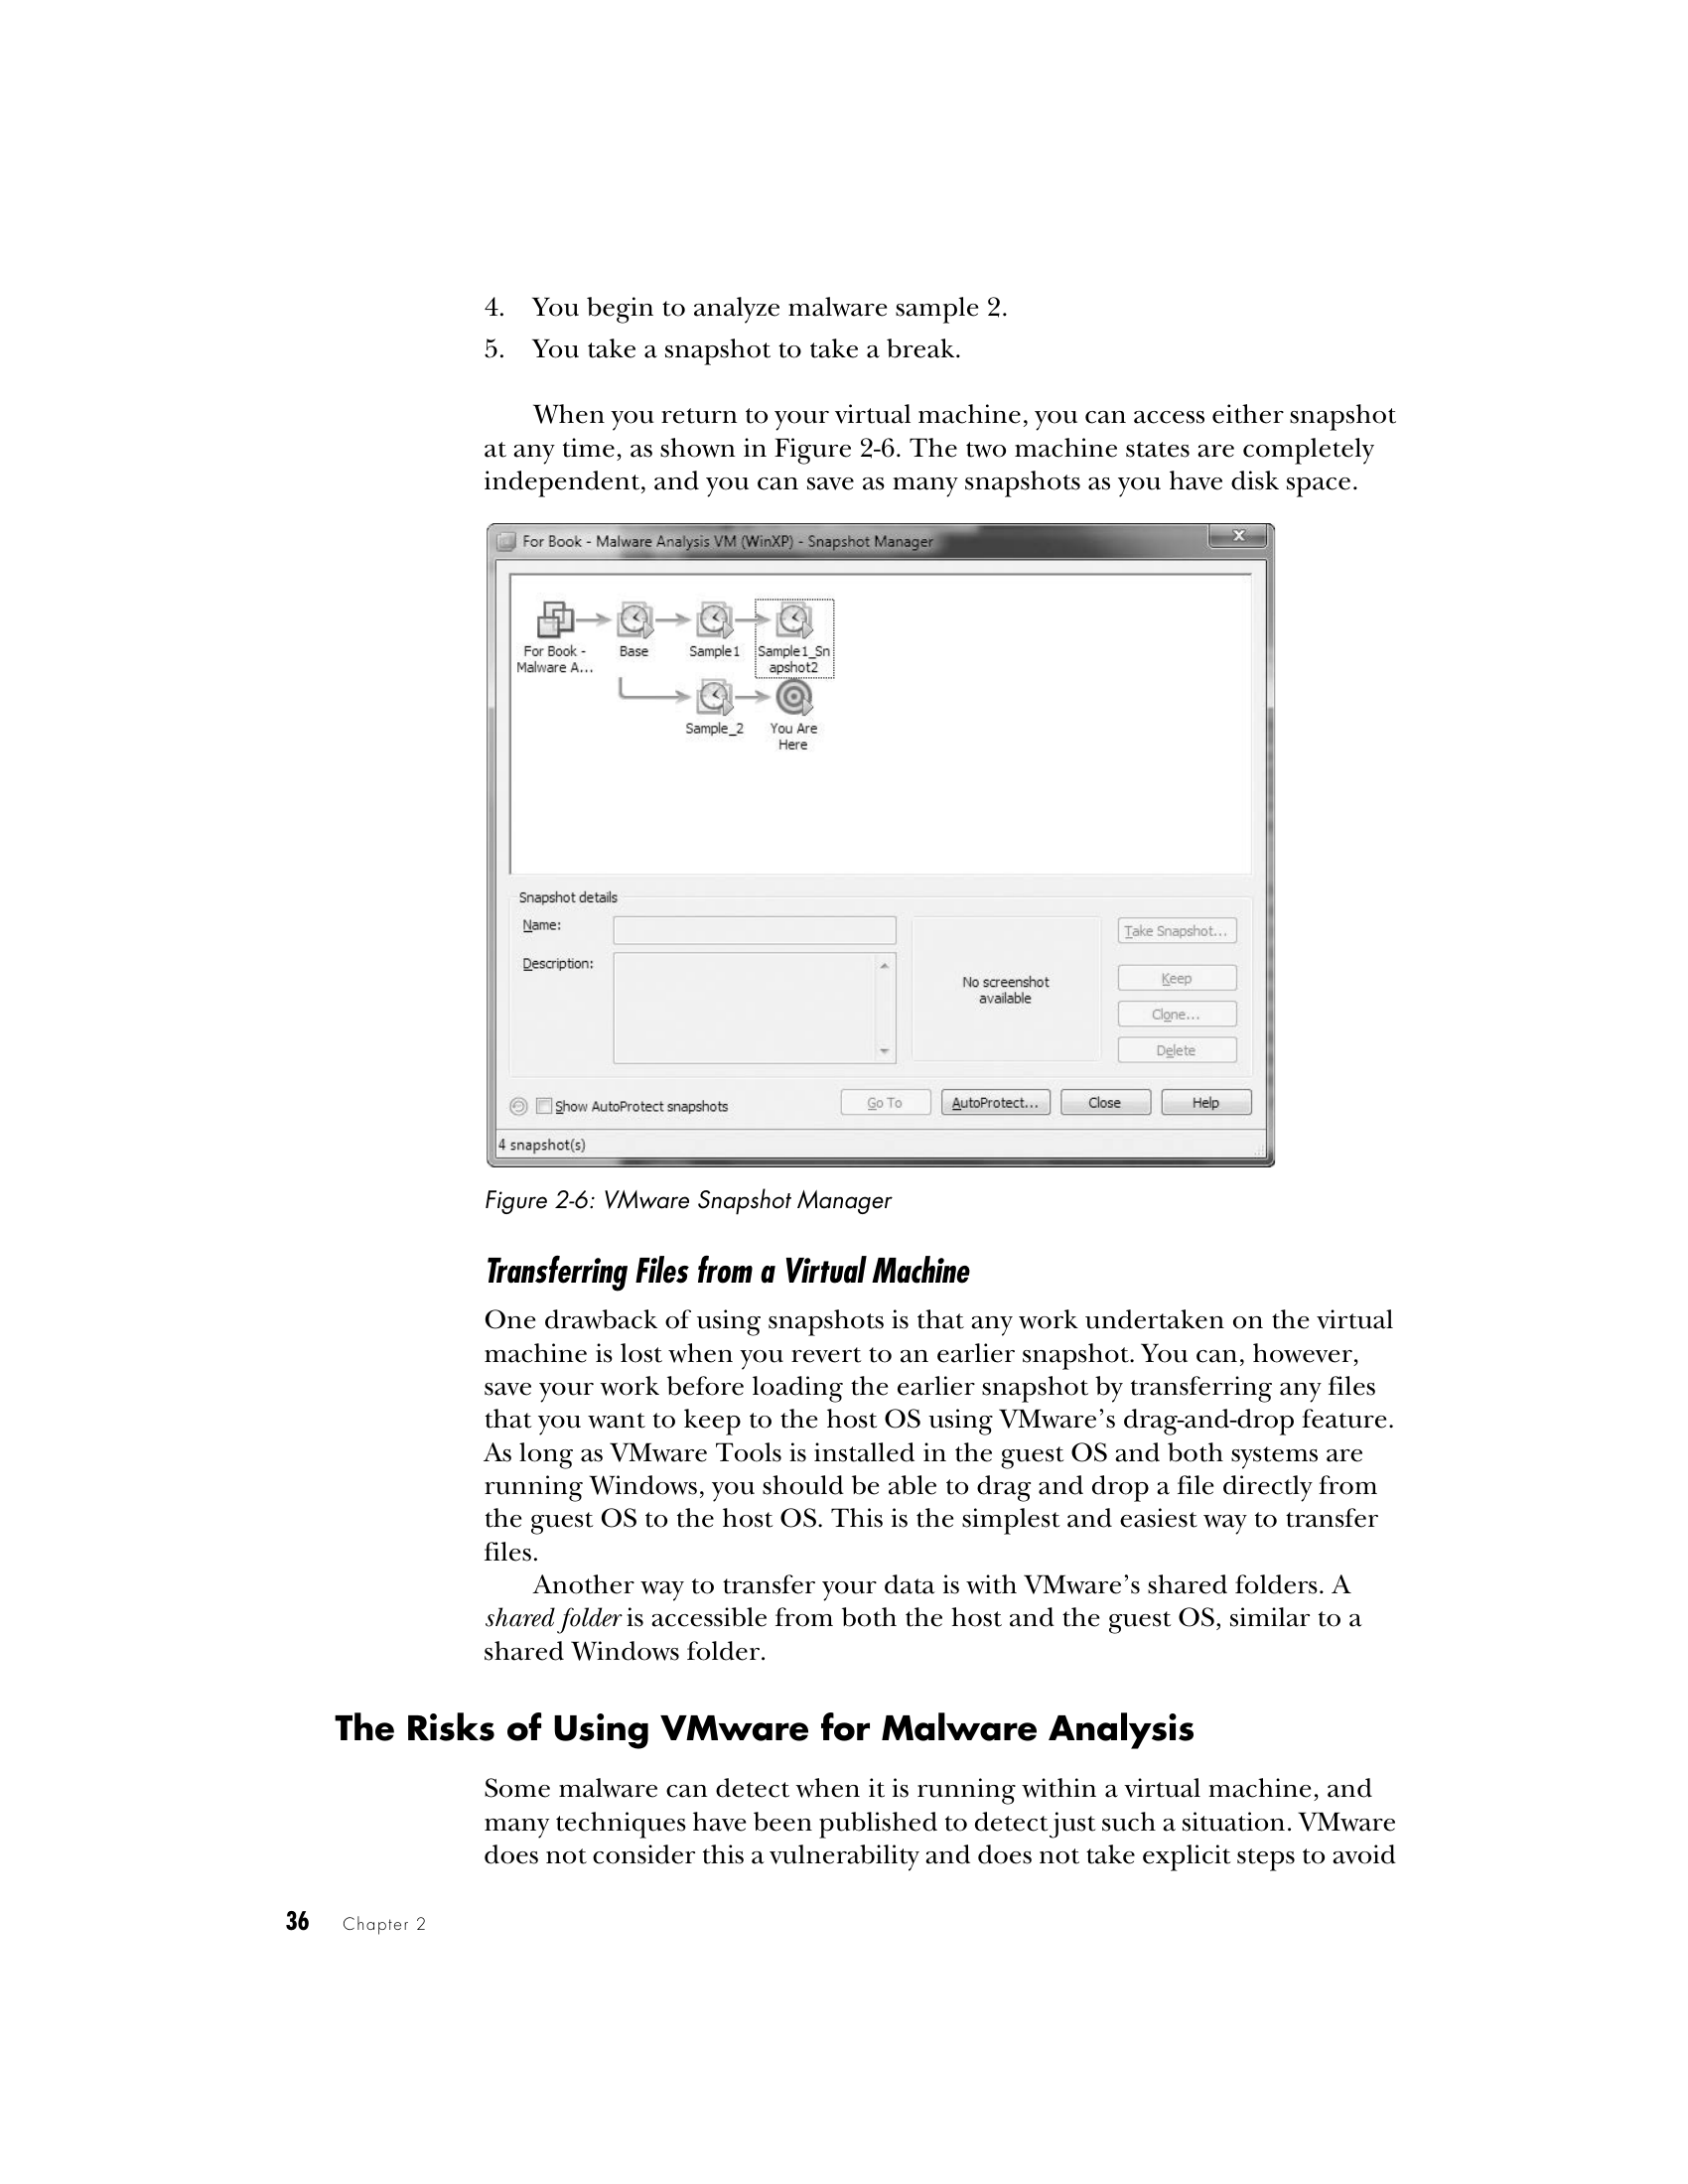 4. You begin to analyze malware sample 2.
5. You take a snapshot to take a break.
When you return to your virtual machine, you can access either snapshot
at any time, as shown in Figure 2-6. The two machine states are completely
independent, and you can save as many snapshots as you have disk space.
For Book - Malware Analysis VM (WinXP) - Snapshot Manager
x
For Book -
Malware A...
Base
Sample1
Sample1_Sn
apshot2
Sample_2
You Are
Here
Snapshot details
Name:
Description:
No screenshot
available
Take Snapshot...
Keep
Clone...
Delete
Show AutoProtect snapshots
Go To
AutoProtect...
Close
Help
4 snapshot(s)
Figure 2-6: VMware Snapshot Manager
Transferring Files from a Virtual Machine
One drawback of using snapshots is that any work undertaken on the virtual
machine is lost when you revert to an earlier snapshot. You can, however,
save your work before loading the earlier snapshot by transferring any files
that you want to keep to the host OS using VMware’s drag-and-drop feature.
As long as VMware Tools is installed in the guest OS and both systems are
running Windows, you should be able to drag and drop a file directly from
the guest OS to the host OS. This is the simplest and easiest way to transfer
files.
Another way to transfer your data is with VMware’s shared folders. A
shared folder is accessible from both the host and the guest OS, similar to a
shared Windows folder.
The Risks of Using VMware for Malware Analysis
Some malware can detect when it is running within a virtual machine, and
many techniques have been published to detect just such a situation. VMware
does not consider this a vulnerability and does not take explicit steps to avoid
36 Chapter 2